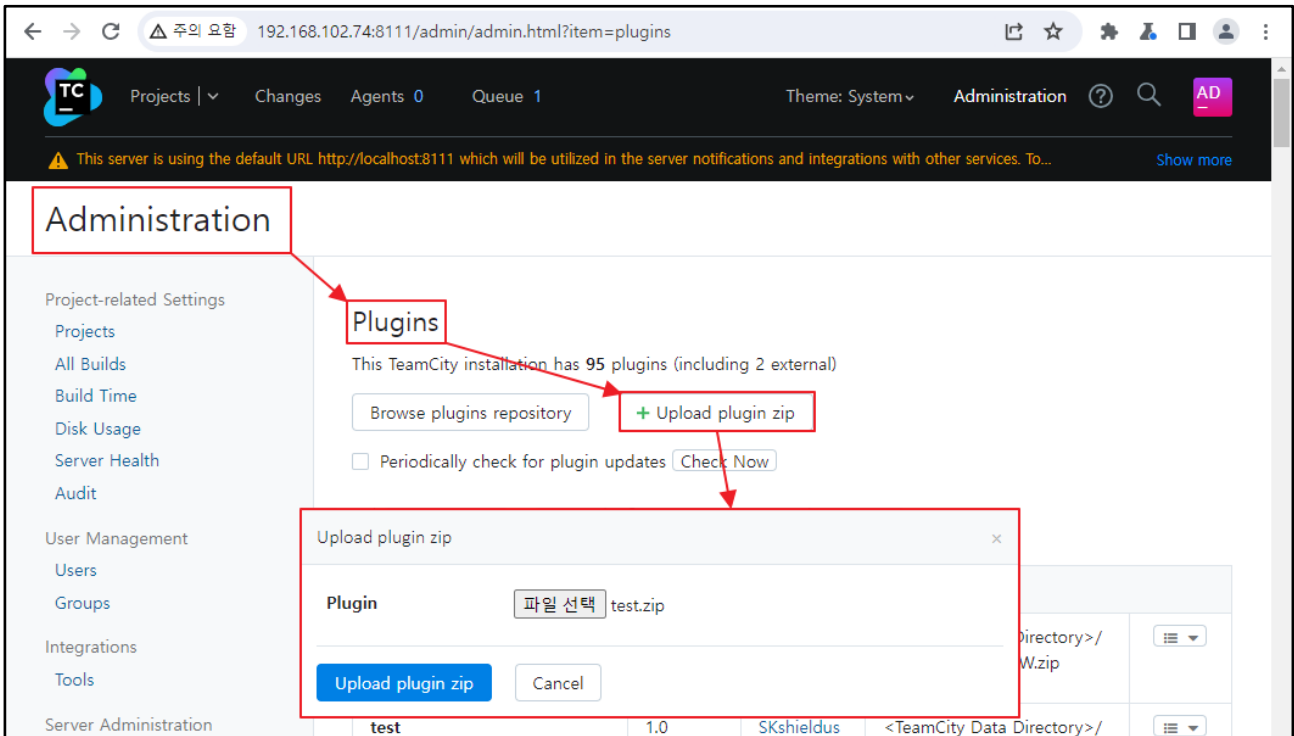 주의 요함 192.168.102.74:8111/admin/admin.html?item=plugins
TC Projects Changes Agents 0 Queue 1 Theme: System Administration ? AD
This server is using the default URL http://localhost:8111 which will be utilized in the server notifications and integrations with other services. To... Show more
Administration
Project-related Settings
Projects
All Builds
Build Time
Disk Usage
Server Health
Audit
User Management
Users
Groups
Integrations
Tools
Server Administration
Plugins
This TeamCity installation has 95 plugins (including 2 external)
Browse plugins repository + Upload plugin zip
Periodically check for plugin updates Check Now
Upload plugin zip ×
Plugin 파일 선택 test.zip
Upload plugin zip Cancel
Directory>/
W.zip
test 1.0 SKshieldus <TeamCity Data Directory>/